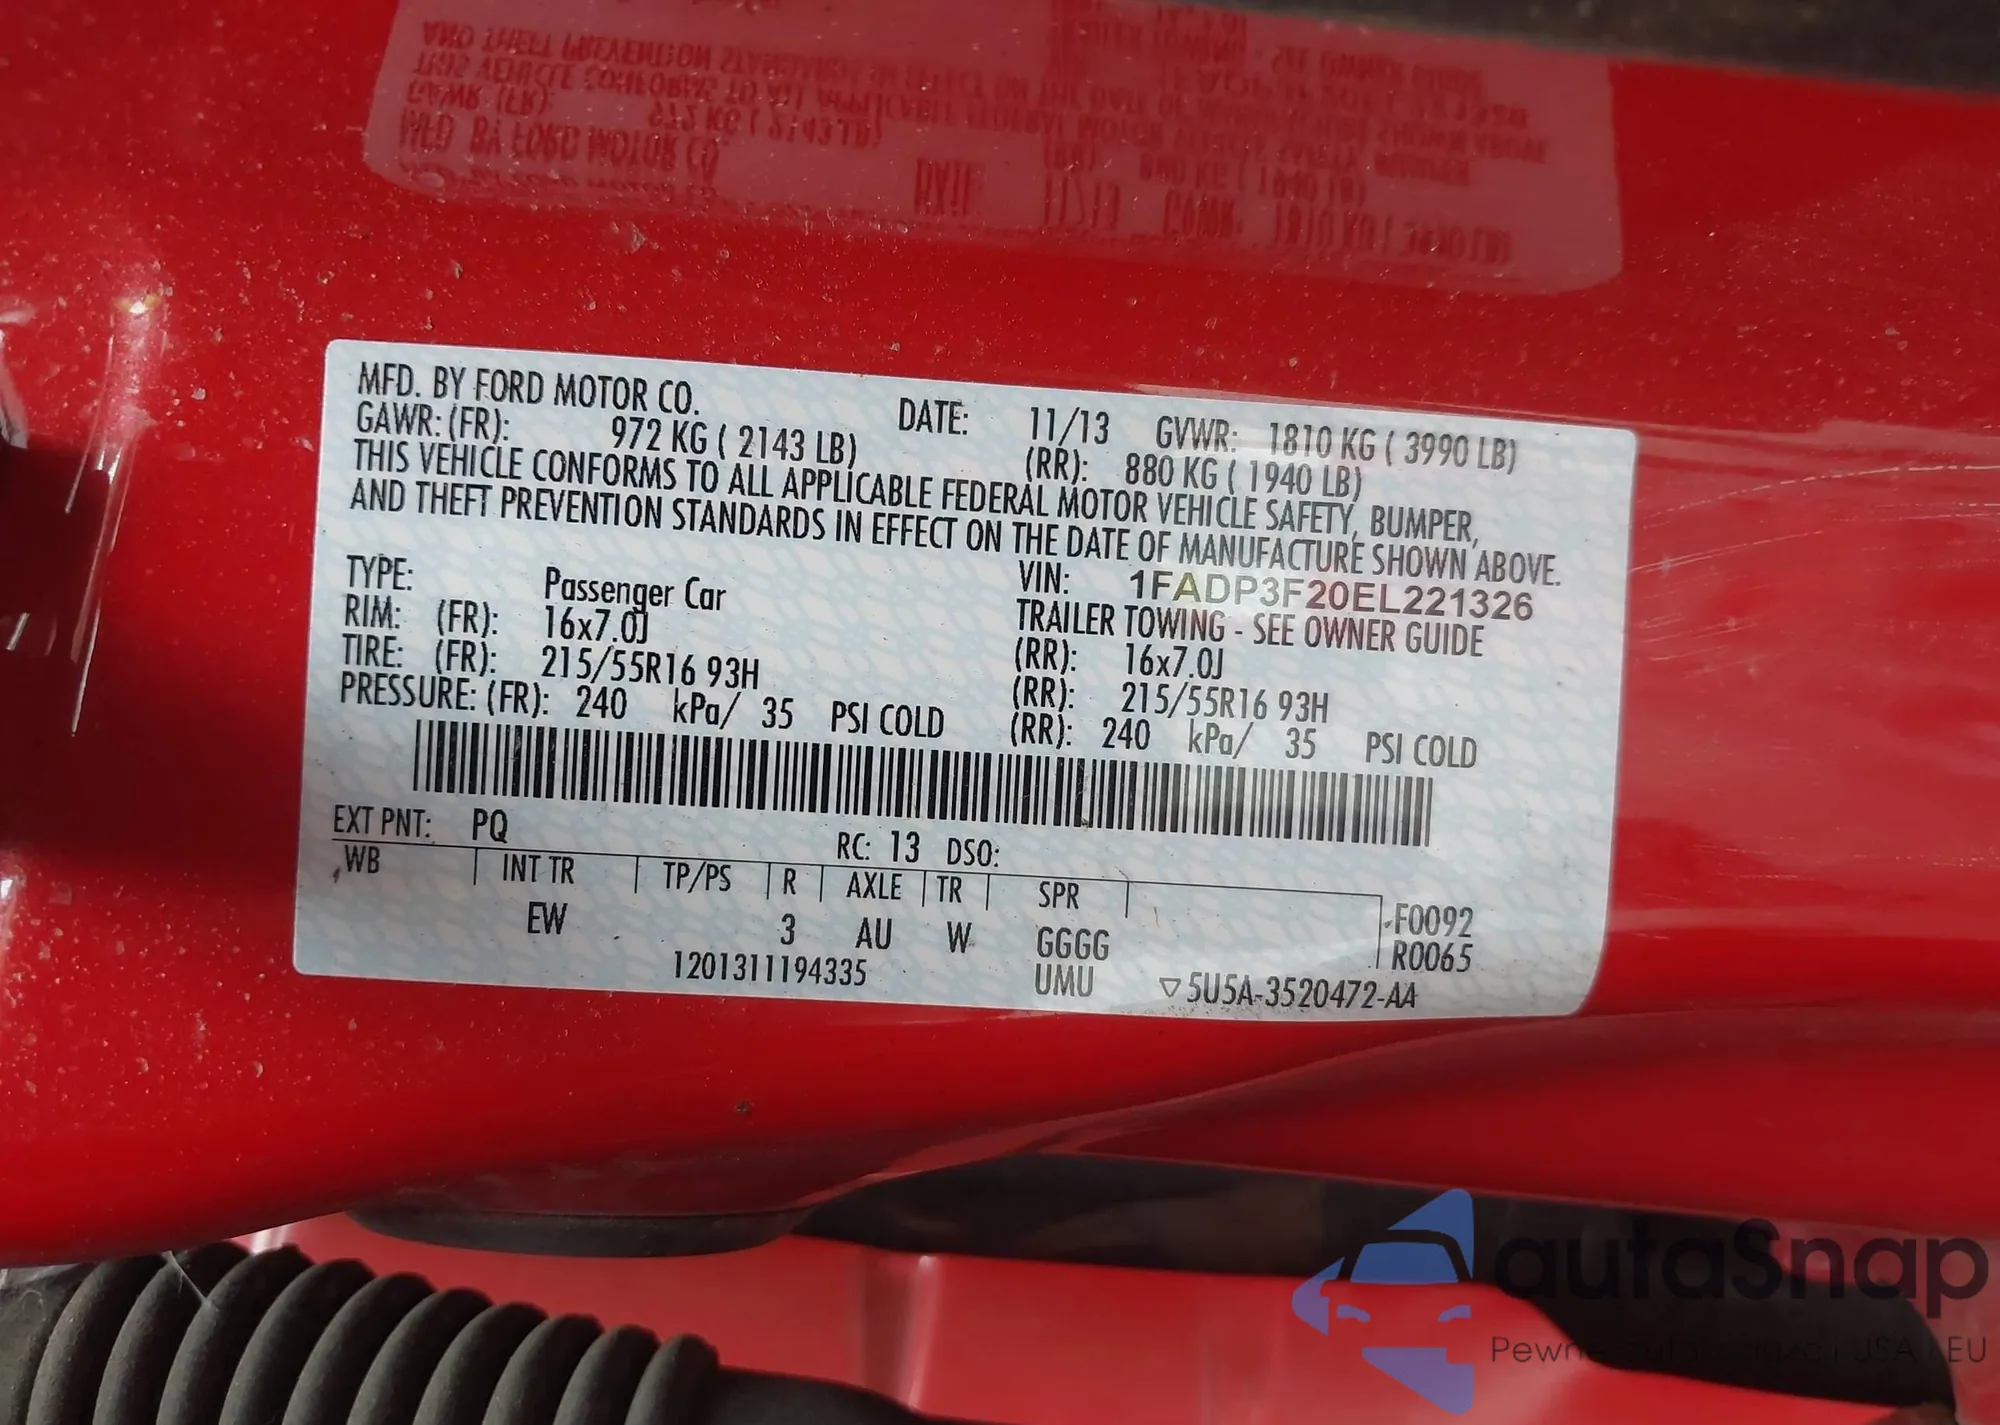 MFD. BY FORD MOTOR CO. DATE: 11/13 GVWR: 1810 KG ( 3990 LB)
GAWR: (FR): 972 KG ( 2143 LB) (RR): 880 KG ( 1940 LB)
THIS VEHICLE CONFORMS TO ALL APPLICABLE FEDERAL MOTOR VEHICLE SAFETY, BUMPER,
AND THEFT PREVENTION STANDARDS IN EFFECT ON THE DATE OF MANUFACTURE SHOWN ABOVE.
TYPE: Passenger Car VIN: 1FADP3F20EL221326
TRAILER TOWING - SEE OWNER GUIDE
RIM: (FR): 16x7.0J (RR): 16x7.0J
TIRE: (FR): 215/55R16 93H (RR): 215/55R16 93H
PRESSURE: (FR): 240 kPa/ 35 PSI COLD (RR): 240 kPa/ 35 PSI COLD
EXT PNT: PQ RC: 13 DSO:
WB INT TR TP/PS R AXLE TR SPR F0092
EW 3 AU W GGGG R0065
1201311194335 UMU ▽5U5A-3520472-AA
autaSnap
USA i EU